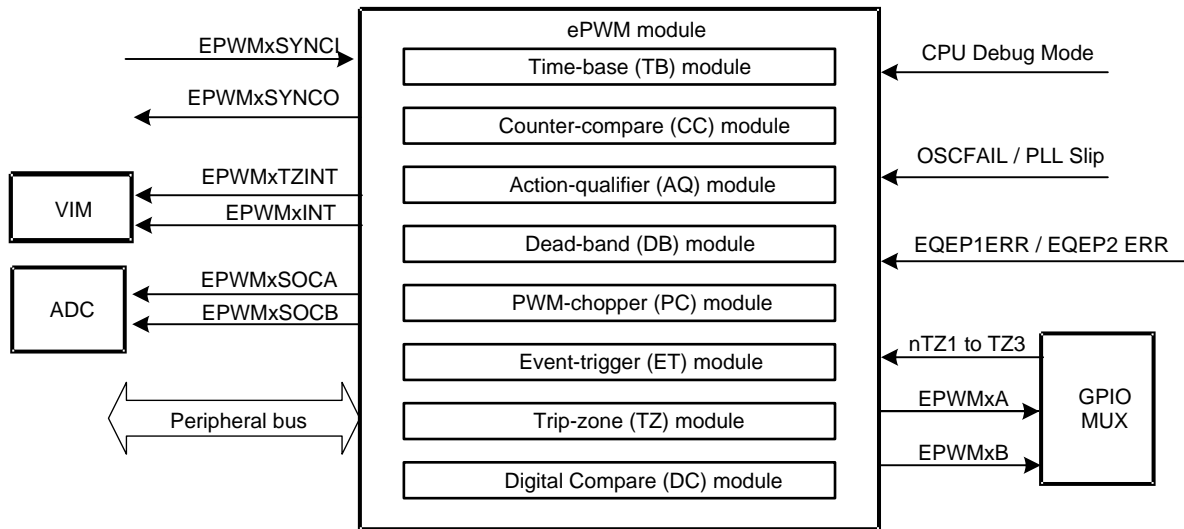 ePWM module
EPWMxSYNCI
Time-base (TB) module
CPU Debug Mode
EPWMxSYNCO
Counter-compare (CC) module
OSCFAIL / PLL Slip
EPWMxTZINT
Action-qualifier (AQ) module
VIM
EPWMxINT
Dead-band (DB) module
EQEP1ERR / EQEP2 ERR
EPWMxSOCA
ADC
PWM-chopper (PC) module
EPWMxSOCB
nTZ1 to TZ3
Event-trigger (ET) module
EPWMxA
GPIO
MUX
Peripheral bus
Trip-zone (TZ) module
EPWMxB
Digital Compare (DC) module